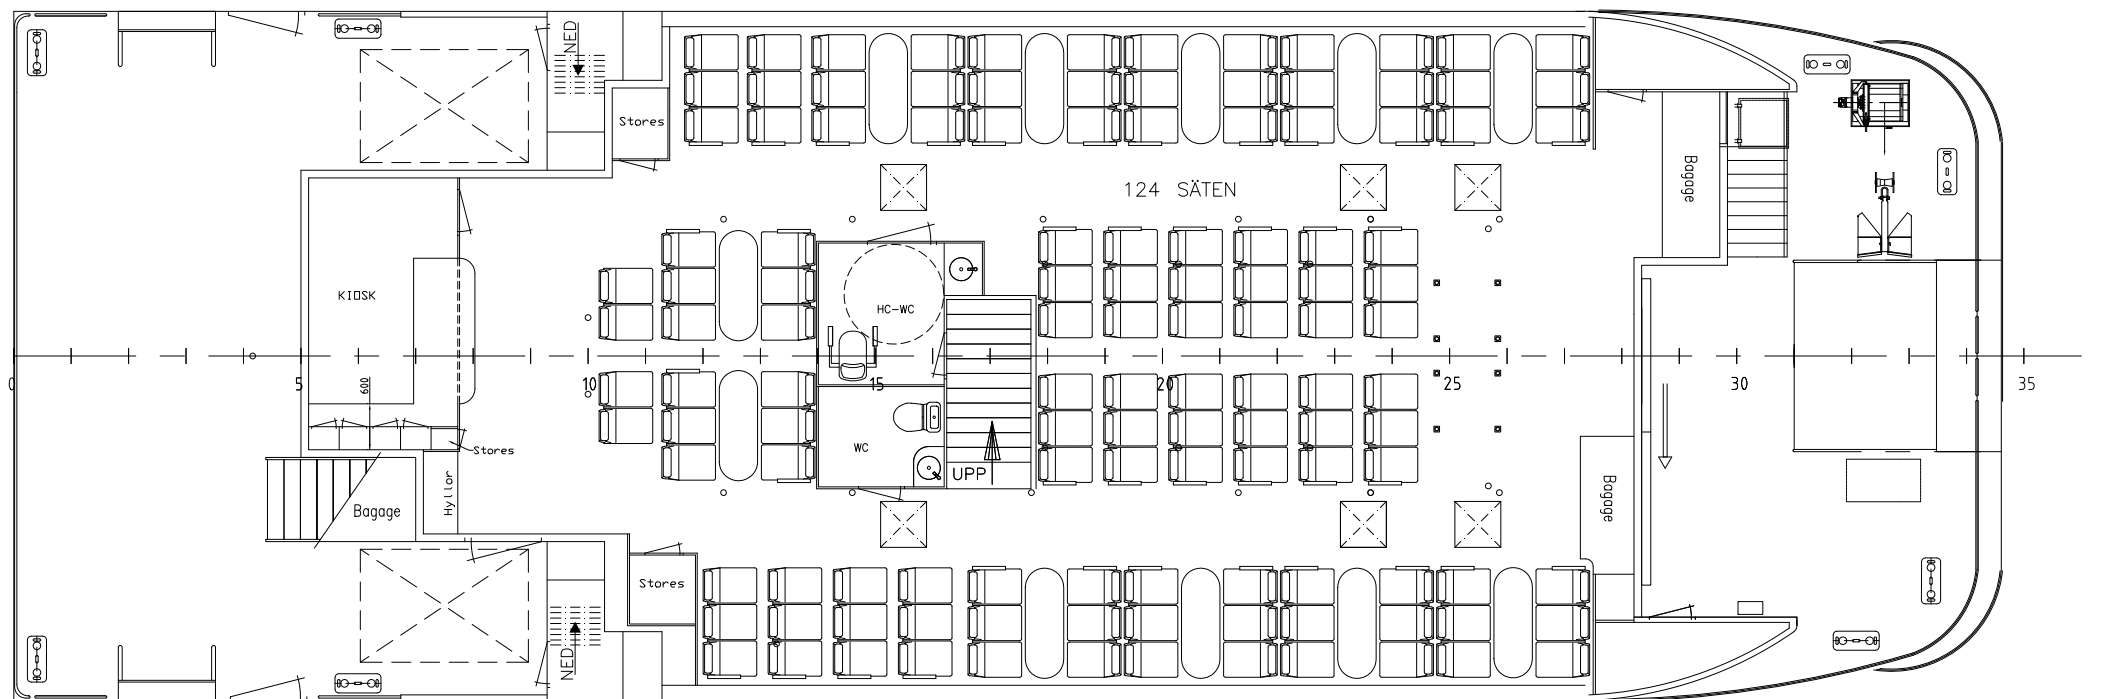 NED
Stores
124 SÄTEN
Bagage
KIOSK
HC-WC
0
5
10
15
20
25
30
35
600
WC
Stores
UPP
Hyllor
Bagage
Bagage
Stores
NED